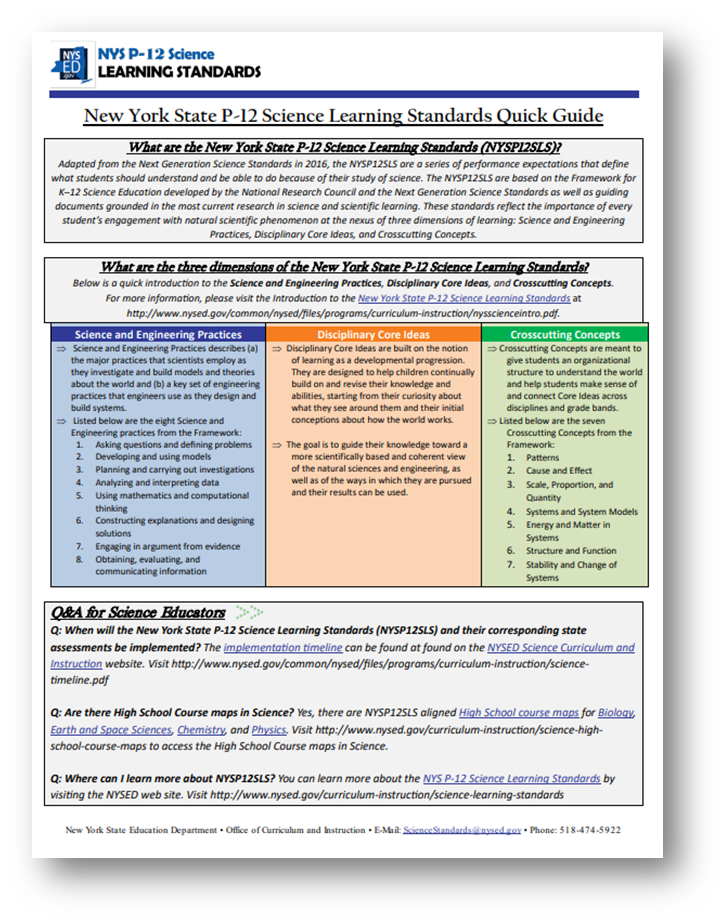 NYS
ED
.gov
NYS P-12 Science
LEARNING STANDARDS
New York State P-12 Science Learning Standards Quick Guide
What are the New York State P-12 Science Learning Standards (NYSP12SLS)?
Adapted from the Next Generation Science Standards in 2016, the NYSP12SLS are a series of performance expectations that define
what students should understand and be able to do because of their study of science. The NYSP12SLS are based on the Framework for
K–12 Science Education developed by the National Research Council and the Next Generation Science Standards as well as guiding
documents grounded in the most current research in science and scientific learning. These standards reflect the importance of every
student's engagement with natural scientific phenomenon at the nexus of three dimensions of learning: Science and Engineering
Practices, Disciplinary Core Ideas, and Crosscutting Concepts.
What are the three dimensions of the New York State P-12 Science Learning Standards?
Below is a quick introduction to the Science and Engineering Practices, Disciplinary Core Ideas, and Crosscutting Concepts.
For more information, please visit the Introduction to the New York State P-12 Science Learning Standards at
http://www.nysed.gov/common/nysed/files/programs/curriculum-instruction/nysscienceintro.pdf.
Science and Engineering Practices
⇒ Science and Engineering Practices describes (a)
the major practices that scientists employ as
they investigate and build models and theories
about the world and (b) a key set of engineering
practices that engineers use as they design and
build systems.
⇒ Listed below are the eight Science and
Engineering practices from the Framework:
1. Asking questions and defining problems
2. Developing and using models
3. Planning and carrying out investigations
4. Analyzing and interpreting data
5. Using mathematics and computational
thinking
6. Constructing explanations and designing
solutions
7. Engaging in argument from evidence
8. Obtaining, evaluating, and
communicating information
Disciplinary Core Ideas
⇒ Disciplinary Core Ideas are built on the notion
of learning as a developmental progression.
They are designed to help children continually
build on and revise their knowledge and
abilities, starting from their curiosity about
what they see around them and their initial
conceptions about how the world works.
⇒ The goal is to guide their knowledge toward a
more scientifically based and coherent view
of the natural sciences and engineering, as
well as of the ways in which they are pursued
and their results can be used.
Crosscutting Concepts
⇒ Crosscutting Concepts are meant to
give students an organizational
structure to understand the world
and help students make sense of
and connect Core Ideas across
disciplines and grade bands.
⇒ Listed below are the seven
Crosscutting Concepts from the
Framework:
1. Patterns
2. Cause and Effect
3. Scale, Proportion, and
Quantity
4. Systems and System Models
5. Energy and Matter in
Systems
6. Structure and Function
7. Stability and Change of
Systems
Q&A for Science Educators
Q: When will the New York State P-12 Science Learning Standards (NYSP12SLS) and their corresponding state
assessments be implemented? The implementation timeline can be found at found on the NYSED Science Curriculum and
Instruction website. Visit http://www.nysed.gov/common/nysed/files/programs/curriculum-instruction/science-
timeline.pdf
Q: Are there High School Course maps in Science? Yes, there are NYSP12SLS aligned High School course maps for Biology,
Earth and Space Sciences, Chemistry, and Physics. Visit http://www.nysed.gov/curriculum-instruction/science-high-
school-course-maps to access the High School Course maps in Science.
Q: Where can I learn more about NYSP12SLS? You can learn more about the NYS P-12 Science Learning Standards by
visiting the NYSED web site. Visit http://www.nysed.gov/curriculum-instruction/science-learning-standards
New York State Education Department • Office of Curriculum and Instruction • E-Mail: ScienceStandards@nysed.gov • Phone: 518-474-5922